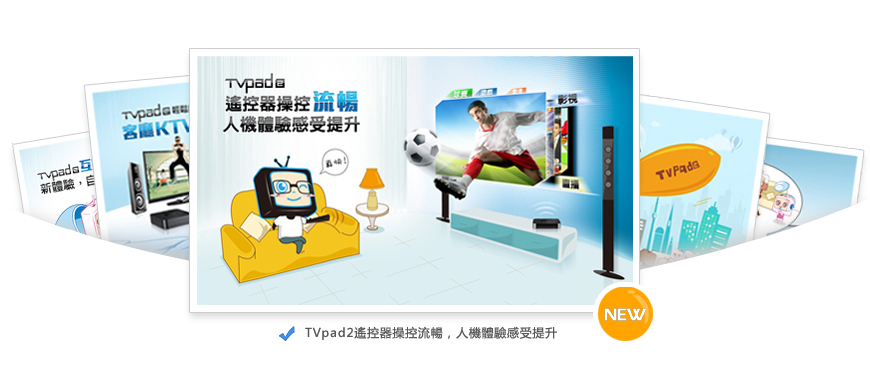 TVpad2
遙控器操控流暢
人機體驗感受提升
影視
TVpad2
客廳KTV
TVpad2
新體驗，自
TVpad2
NEW
TVpad2遙控器操控流暢，人機體驗感受提升